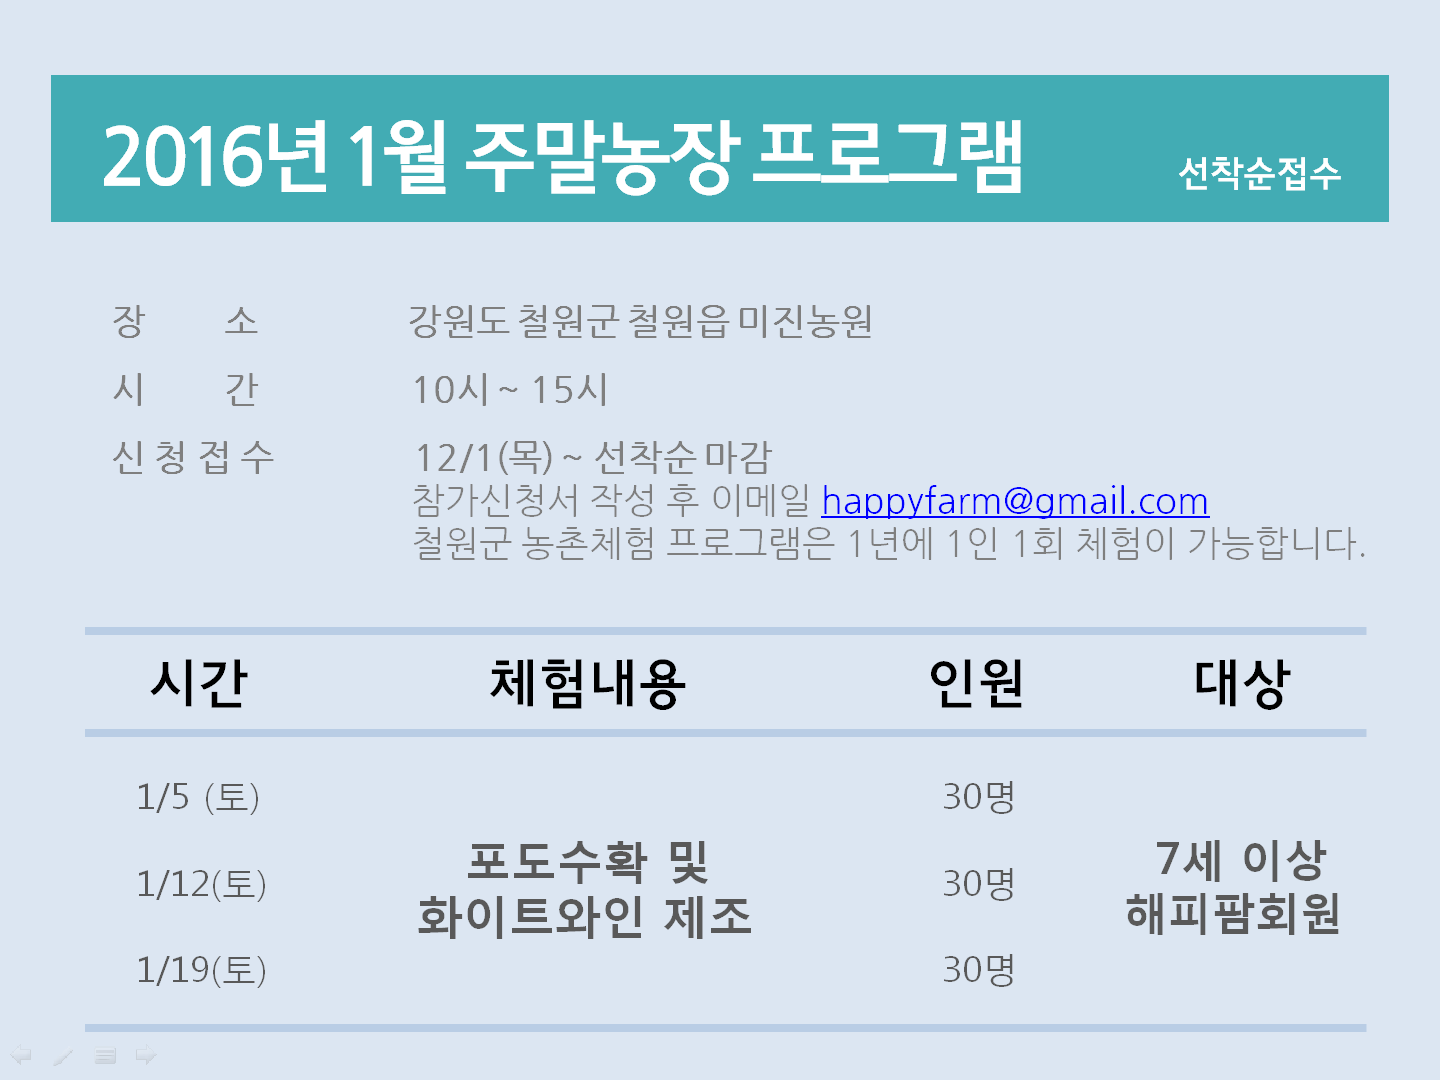 2016년 1월 주말농장 프로그램 선착순접수
장 소 강원도 철원군 철원읍 미진농원
시 간 10시 ~ 15시
신 청 접 수 12/1(목) ~ 선착순 마감
참가신청서 작성 후 이메일 happyfarm@gmail.com
철원군 농촌체험 프로그램은 1년에 1인 1회 체험이 가능합니다.
시간 체험내용 인원 대상
1/5 (토) 30명
포도수확 및 7세 이상
1/12(토) 30명
화이트와인 제조 해피팜회원
1/19(토) 30명